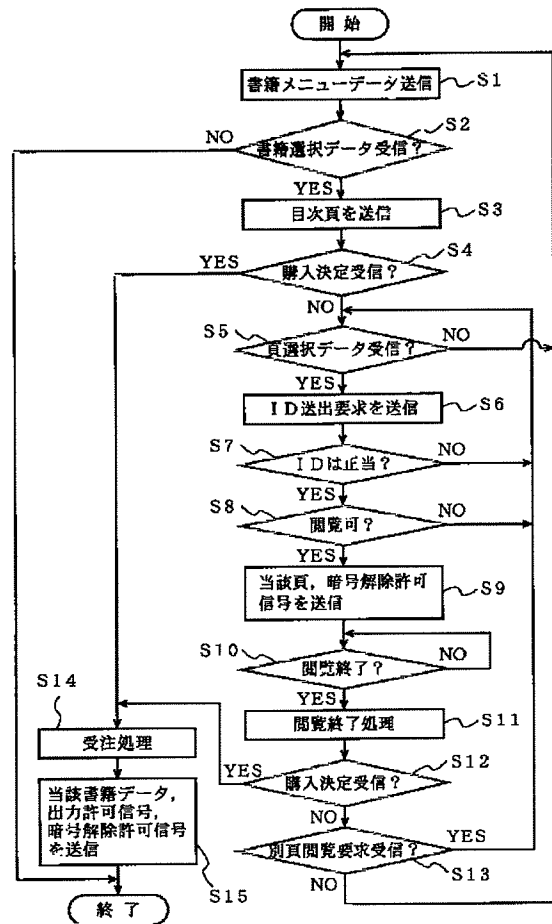 開 始
書籍メニューデータ送信
S1
S2
NO
書籍選択データ受信？
YES
目次頁を送信
S3
S4
YES
購入決定受信？
NO
S5
頁選択データ受信？
NO
YES
ID送出要求を送信
S6
S7
IDは正当？
NO
YES
S8
閲覧可？
NO
YES
当該頁，暗号解除許可
信号を送信
S9
S10
閲覧終了？
NO
YES
閲覧終了処理
S11
S12
YES
購入決定受信？
NO
S14
受注処理
当該書籍データ，
出力許可信号，
暗号解除許可信号
を送信
S15
別頁閲覧要求受信？
YES
NO
S13
終 了